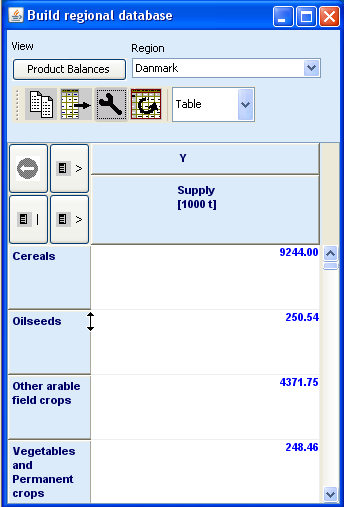 Build regional database
View
Region
Product Balances
Danmark
Table
>
Y
>
Supply
[1000 t]
Cereals
9244.00
Oilseeds
250.54
Other arable
field crops
4371.75
Vegetables
and
Permanent
crops
248.46